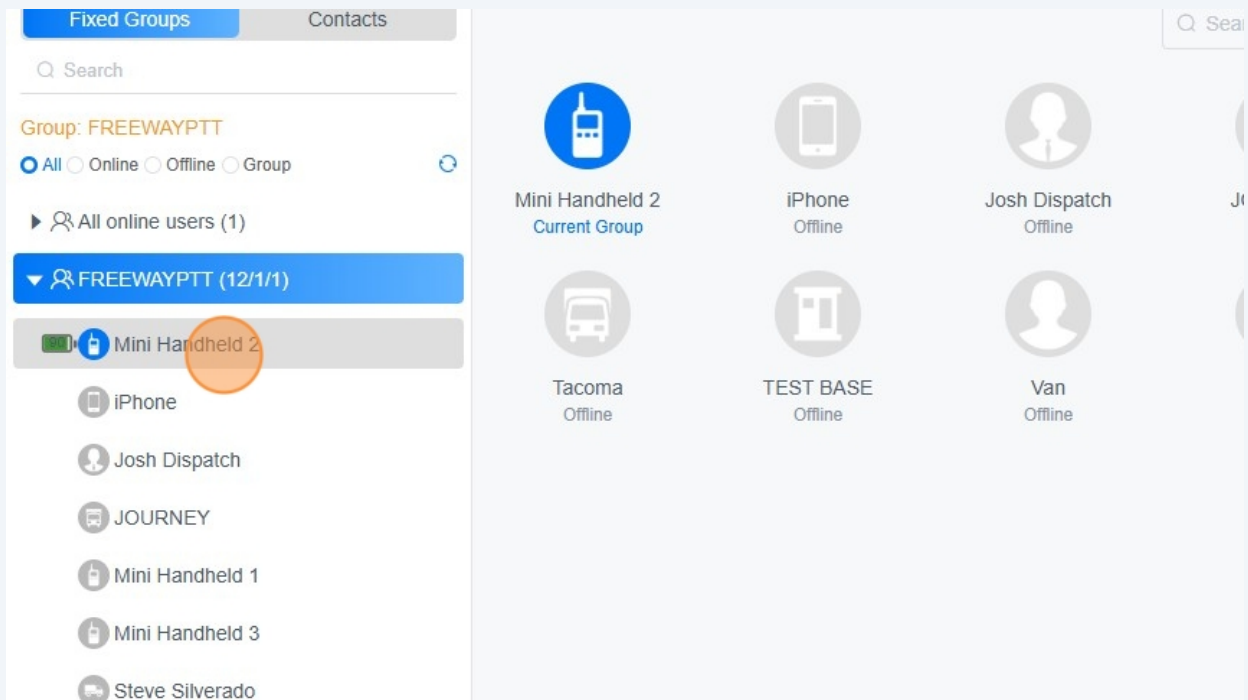 Fixed Groups Contacts
Search
Group: FREEWAYPTT
All Online Offline Group
All online users (1)
FREEWAYPTT (12/1/1)
90 Mini Handheld 2
iPhone
Josh Dispatch
JOURNEY
Mini Handheld 1
Mini Handheld 3
Steve Silverado
Mini Handheld 2 iPhone Josh Dispatch
Current Group Offline Offline
Tacoma TEST BASE Van
Offline Offline Offline